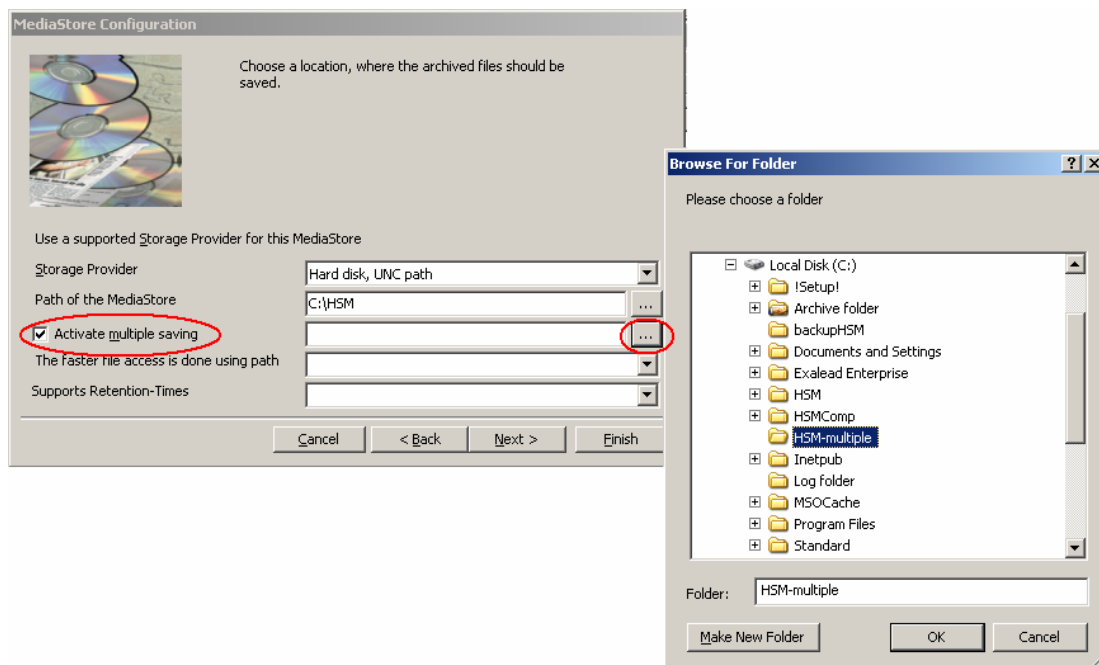 MediaStore Configuration
Choose a location, where the archived files should be
saved.
Use a supported Storage Provider for this MediaStore
Storage Provider
Hard disk, UNC path
Path of the MediaStore
C:\HSM
...
Activate multiple saving
...
The faster file access is done using path
Supports Retention-Times
Cancel
< Back
Next >
Finish
Browse For Folder
?
Please choose a folder
Local Disk (C:)
!Setup!
Archive folder
backupHSM
Documents and Settings
Exalead Enterprise
HSM
HSMComp
HSM-multiple
Inetpub
Log folder
MSOCache
Program Files
Standard
Folder:
HSM-multiple
Make New Folder
OK
Cancel